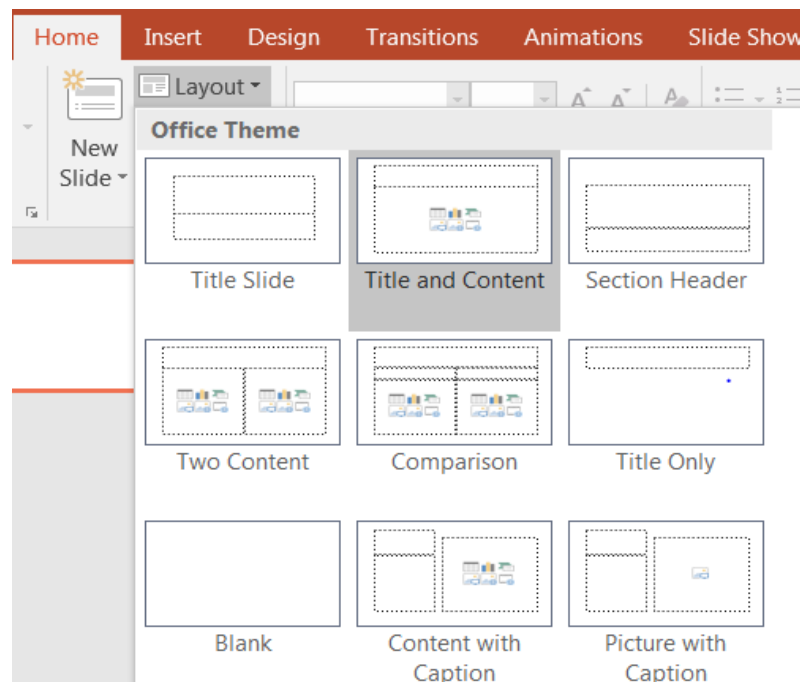 Home Insert Design Transitions Animations Slide Show
Layout
New
Slide
Office Theme
Title Slide Title and Content Section Header
Two Content Comparison Title Only
Blank Content with Picture with
Caption Caption